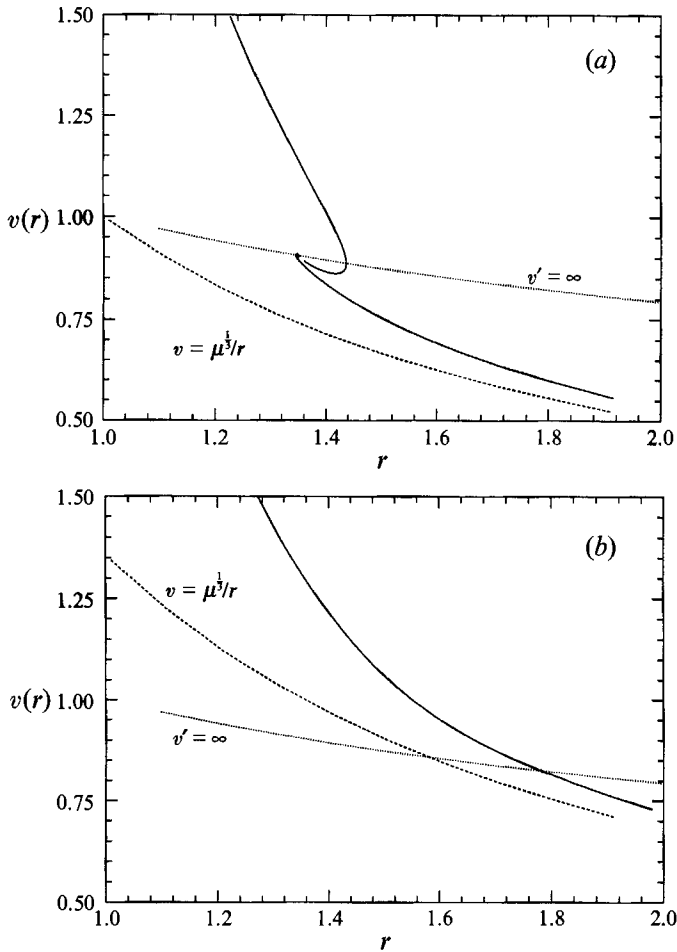 1.50
(a)
1.25
v(r) 1.00
v′ = ∞
0.75
v = μ^{1/3}/r
0.50
1.0 1.2 1.4 1.6 1.8 2.0
r
1.50
(b)
v = μ^{1/3}/r
1.25
v(r) 1.00
v′ = ∞
0.75
0.50
1.0 1.2 1.4 1.6 1.8 2.0
r